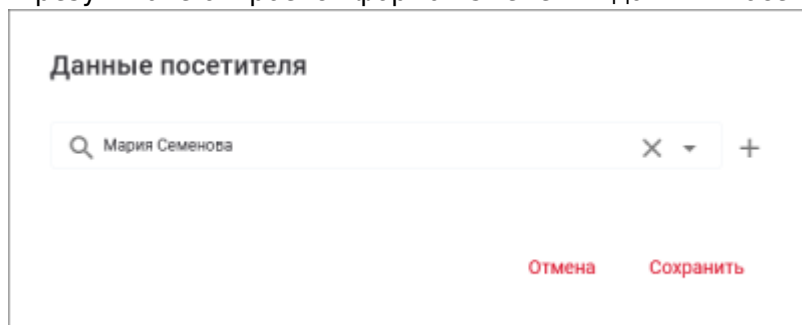 Данные посетителя
Мария Семенова
Отмена Сохранить